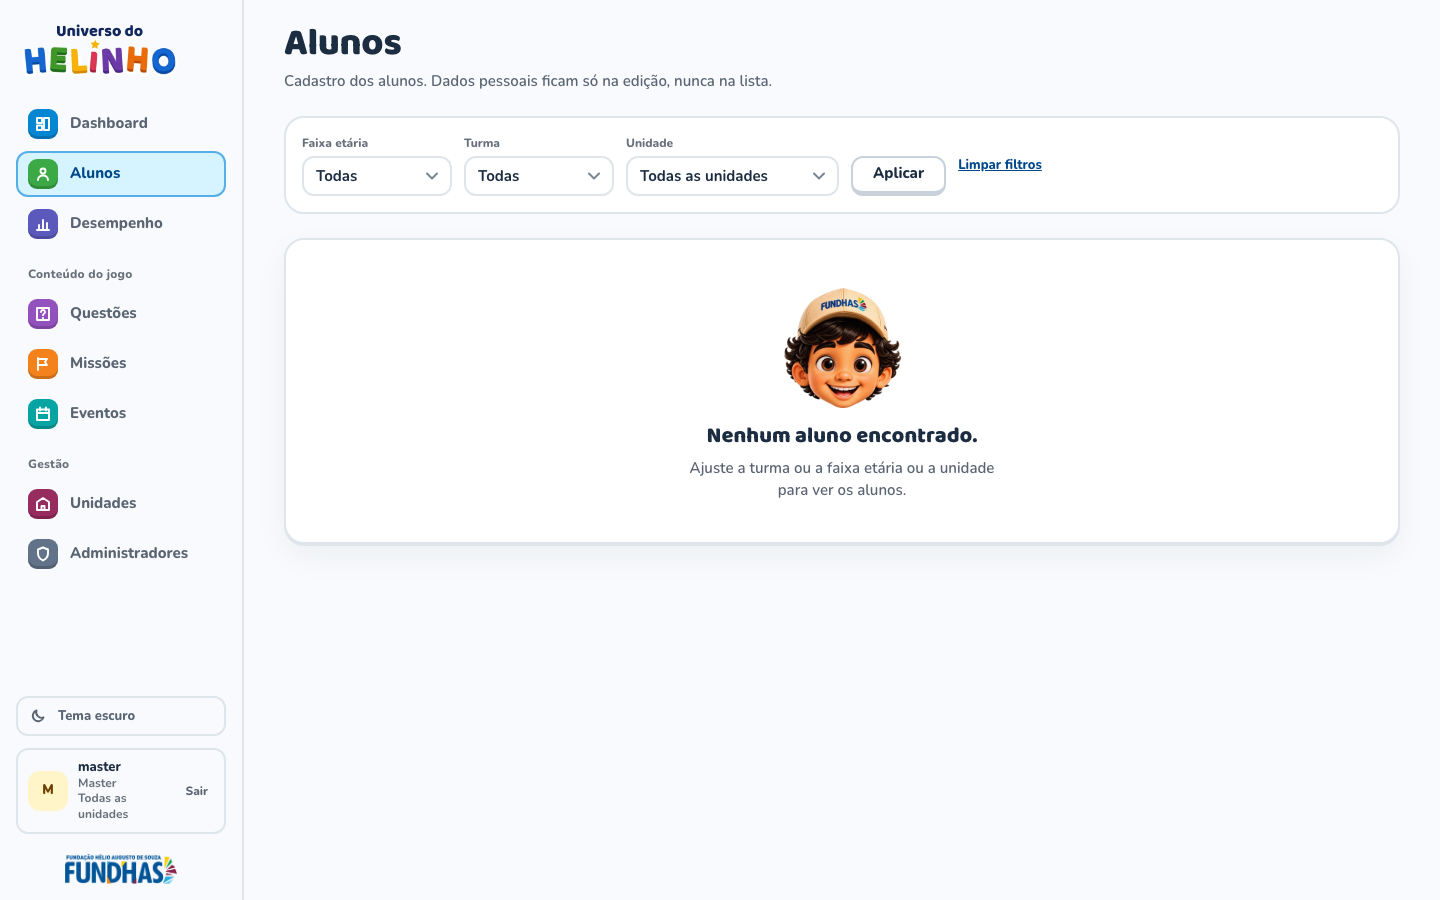 Universo do
HELINHO
Dashboard
Alunos
Desempenho
Conteúdo do jogo
Questões
Missões
Eventos
Gestão
Unidades
Administradores
Tema escuro
M
master
Master
Todas as
unidades
Sair
FUNDAÇÃO HÉLIO AUGUSTO DE SOUZA
FUNDHAS
Alunos
Cadastro dos alunos. Dados pessoais ficam só na edição, nunca na lista.
Faixa etária
Turma
Unidade
Todas
Todas
Todas as unidades
Aplicar
Limpar filtros
FUNDHAS
Nenhum aluno encontrado.
Ajuste a turma ou a faixa etária ou a unidade
para ver os alunos.